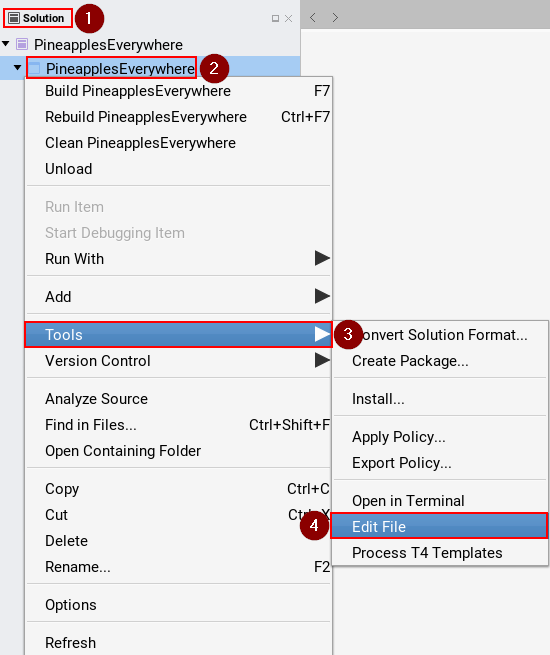 Solution 1
PineapplesEverywhere
PineapplesEverywhere 2
Build PineapplesEverywhere F7
Rebuild PineapplesEverywhere Ctrl+F7
Clean PineapplesEverywhere
Unload
Run Item
Start Debugging Item
Run With
Add
Tools 3
Version Control
Analyze Source
Find in Files... Ctrl+Shift+F
Open Containing Folder
Copy Ctrl+C
Cut Ctrl+X
Delete
Rename... F2
Options
Refresh
Convert Solution Format...
Create Package...
Install...
Apply Policy...
Export Policy...
Open in Terminal
4 Edit File
Process T4 Templates